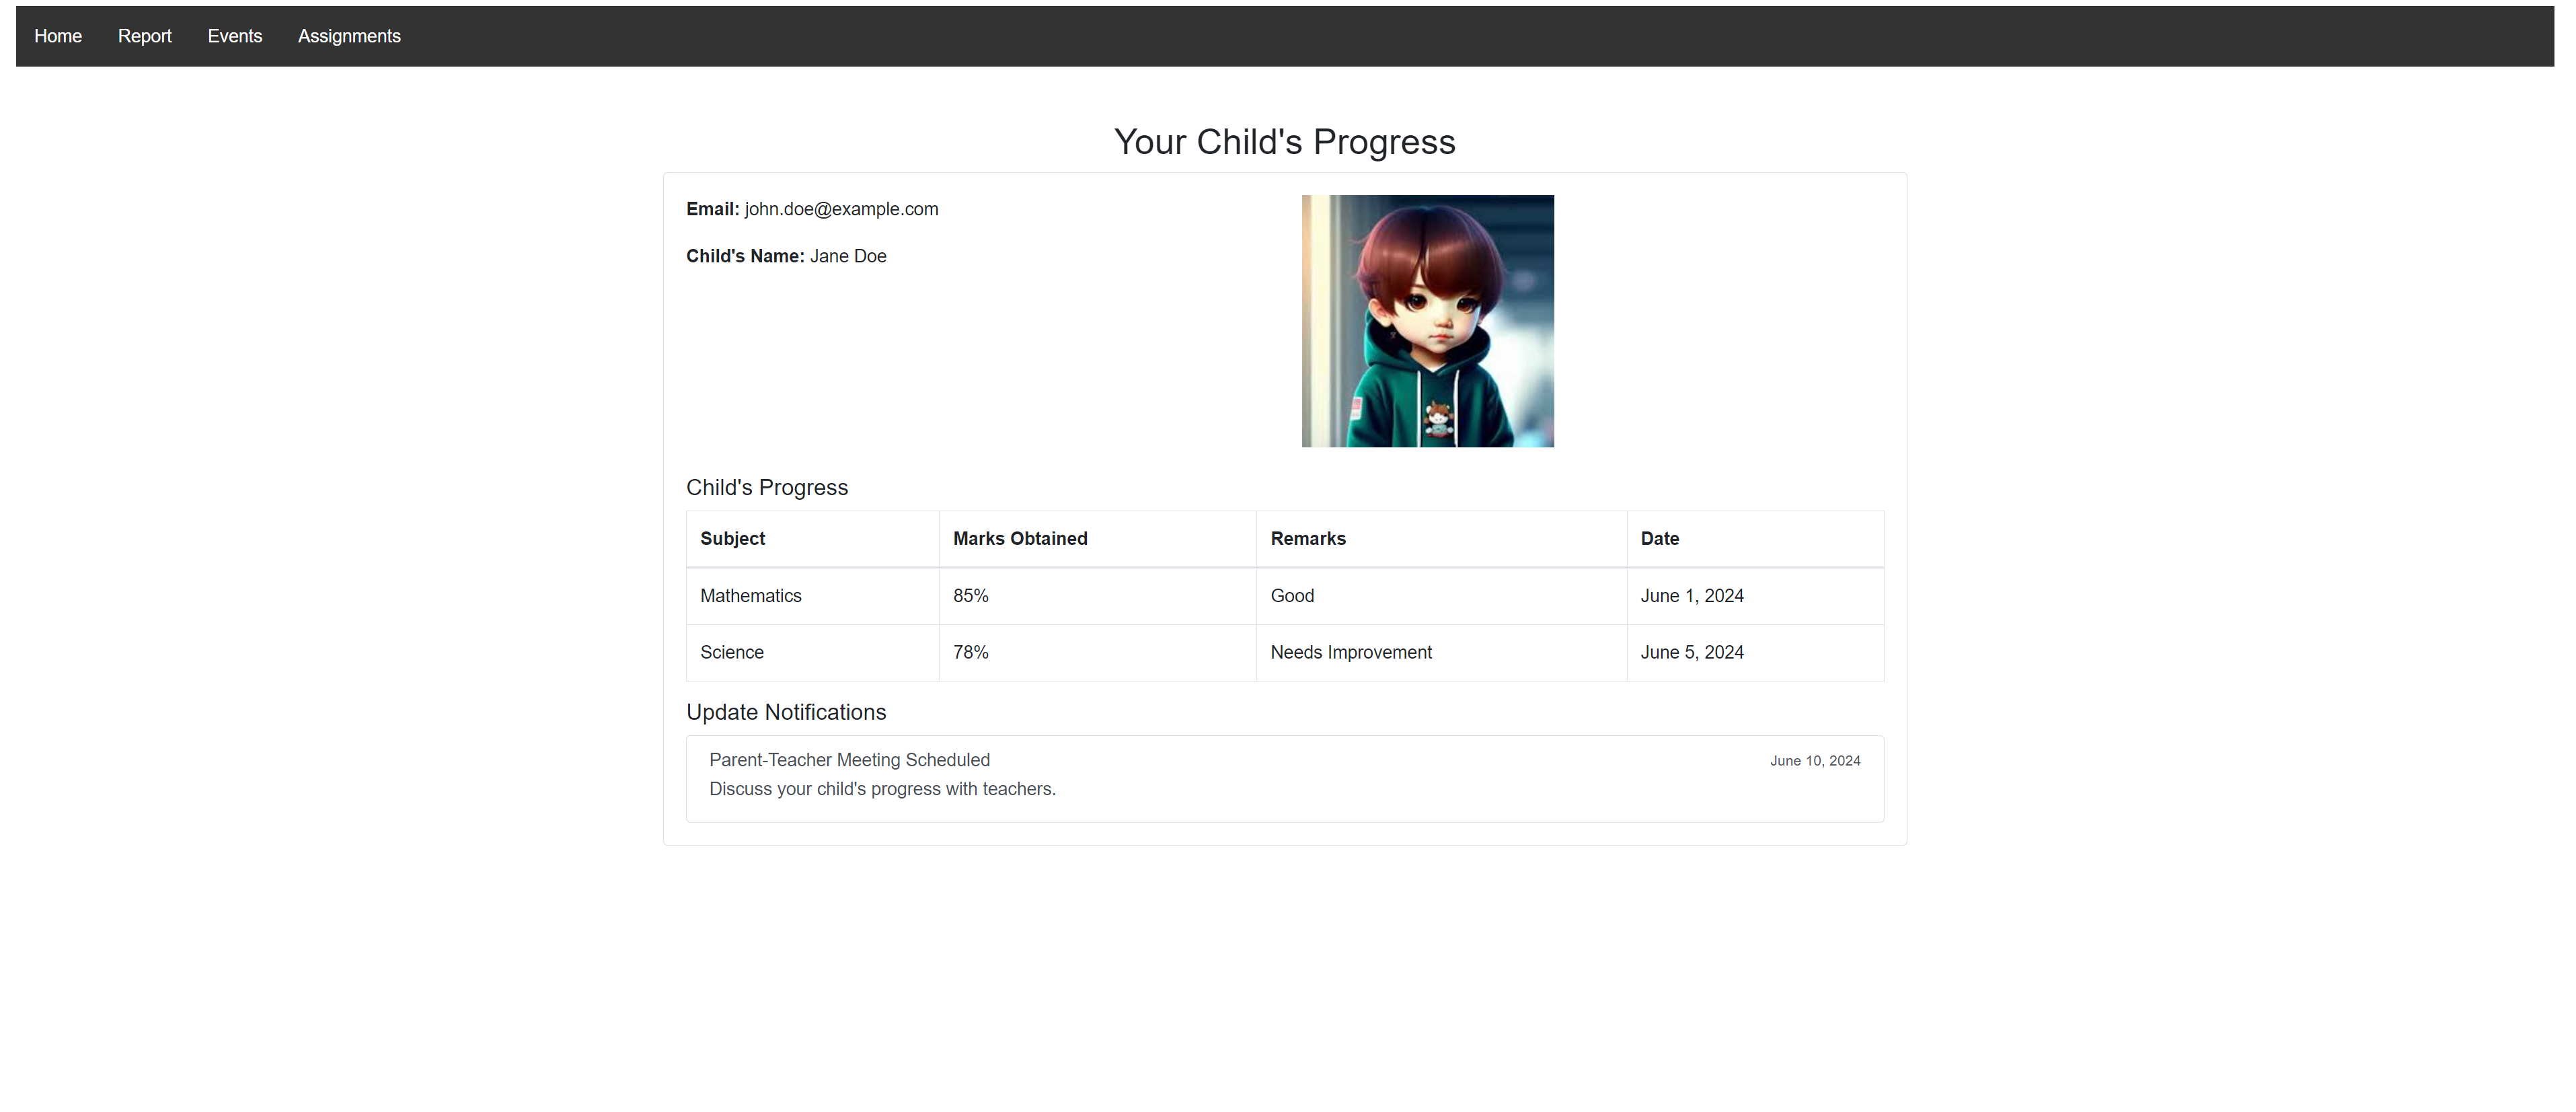 Home Report Events Assignments
Your Child's Progress
Email: john.doe@example.com
Child's Name: Jane Doe
Child's Progress
Subject Marks Obtained Remarks Date
Mathematics 85% Good June 1, 2024
Science 78% Needs Improvement June 5, 2024
Update Notifications
Parent-Teacher Meeting Scheduled June 10, 2024
Discuss your child's progress with teachers.